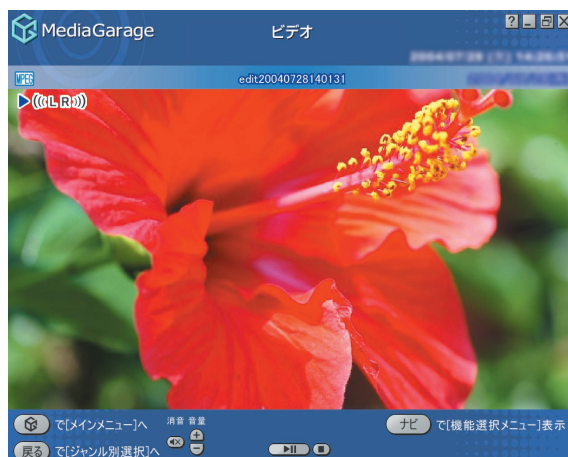 MediaGarage
ビデオ
?
MPEG
edit20040728140131
((( L R )))
で[メインメニュー]へ
消音 音量
ナビ で[機能選択メニュー]表示
戻る で[ジャンル別選択]へ